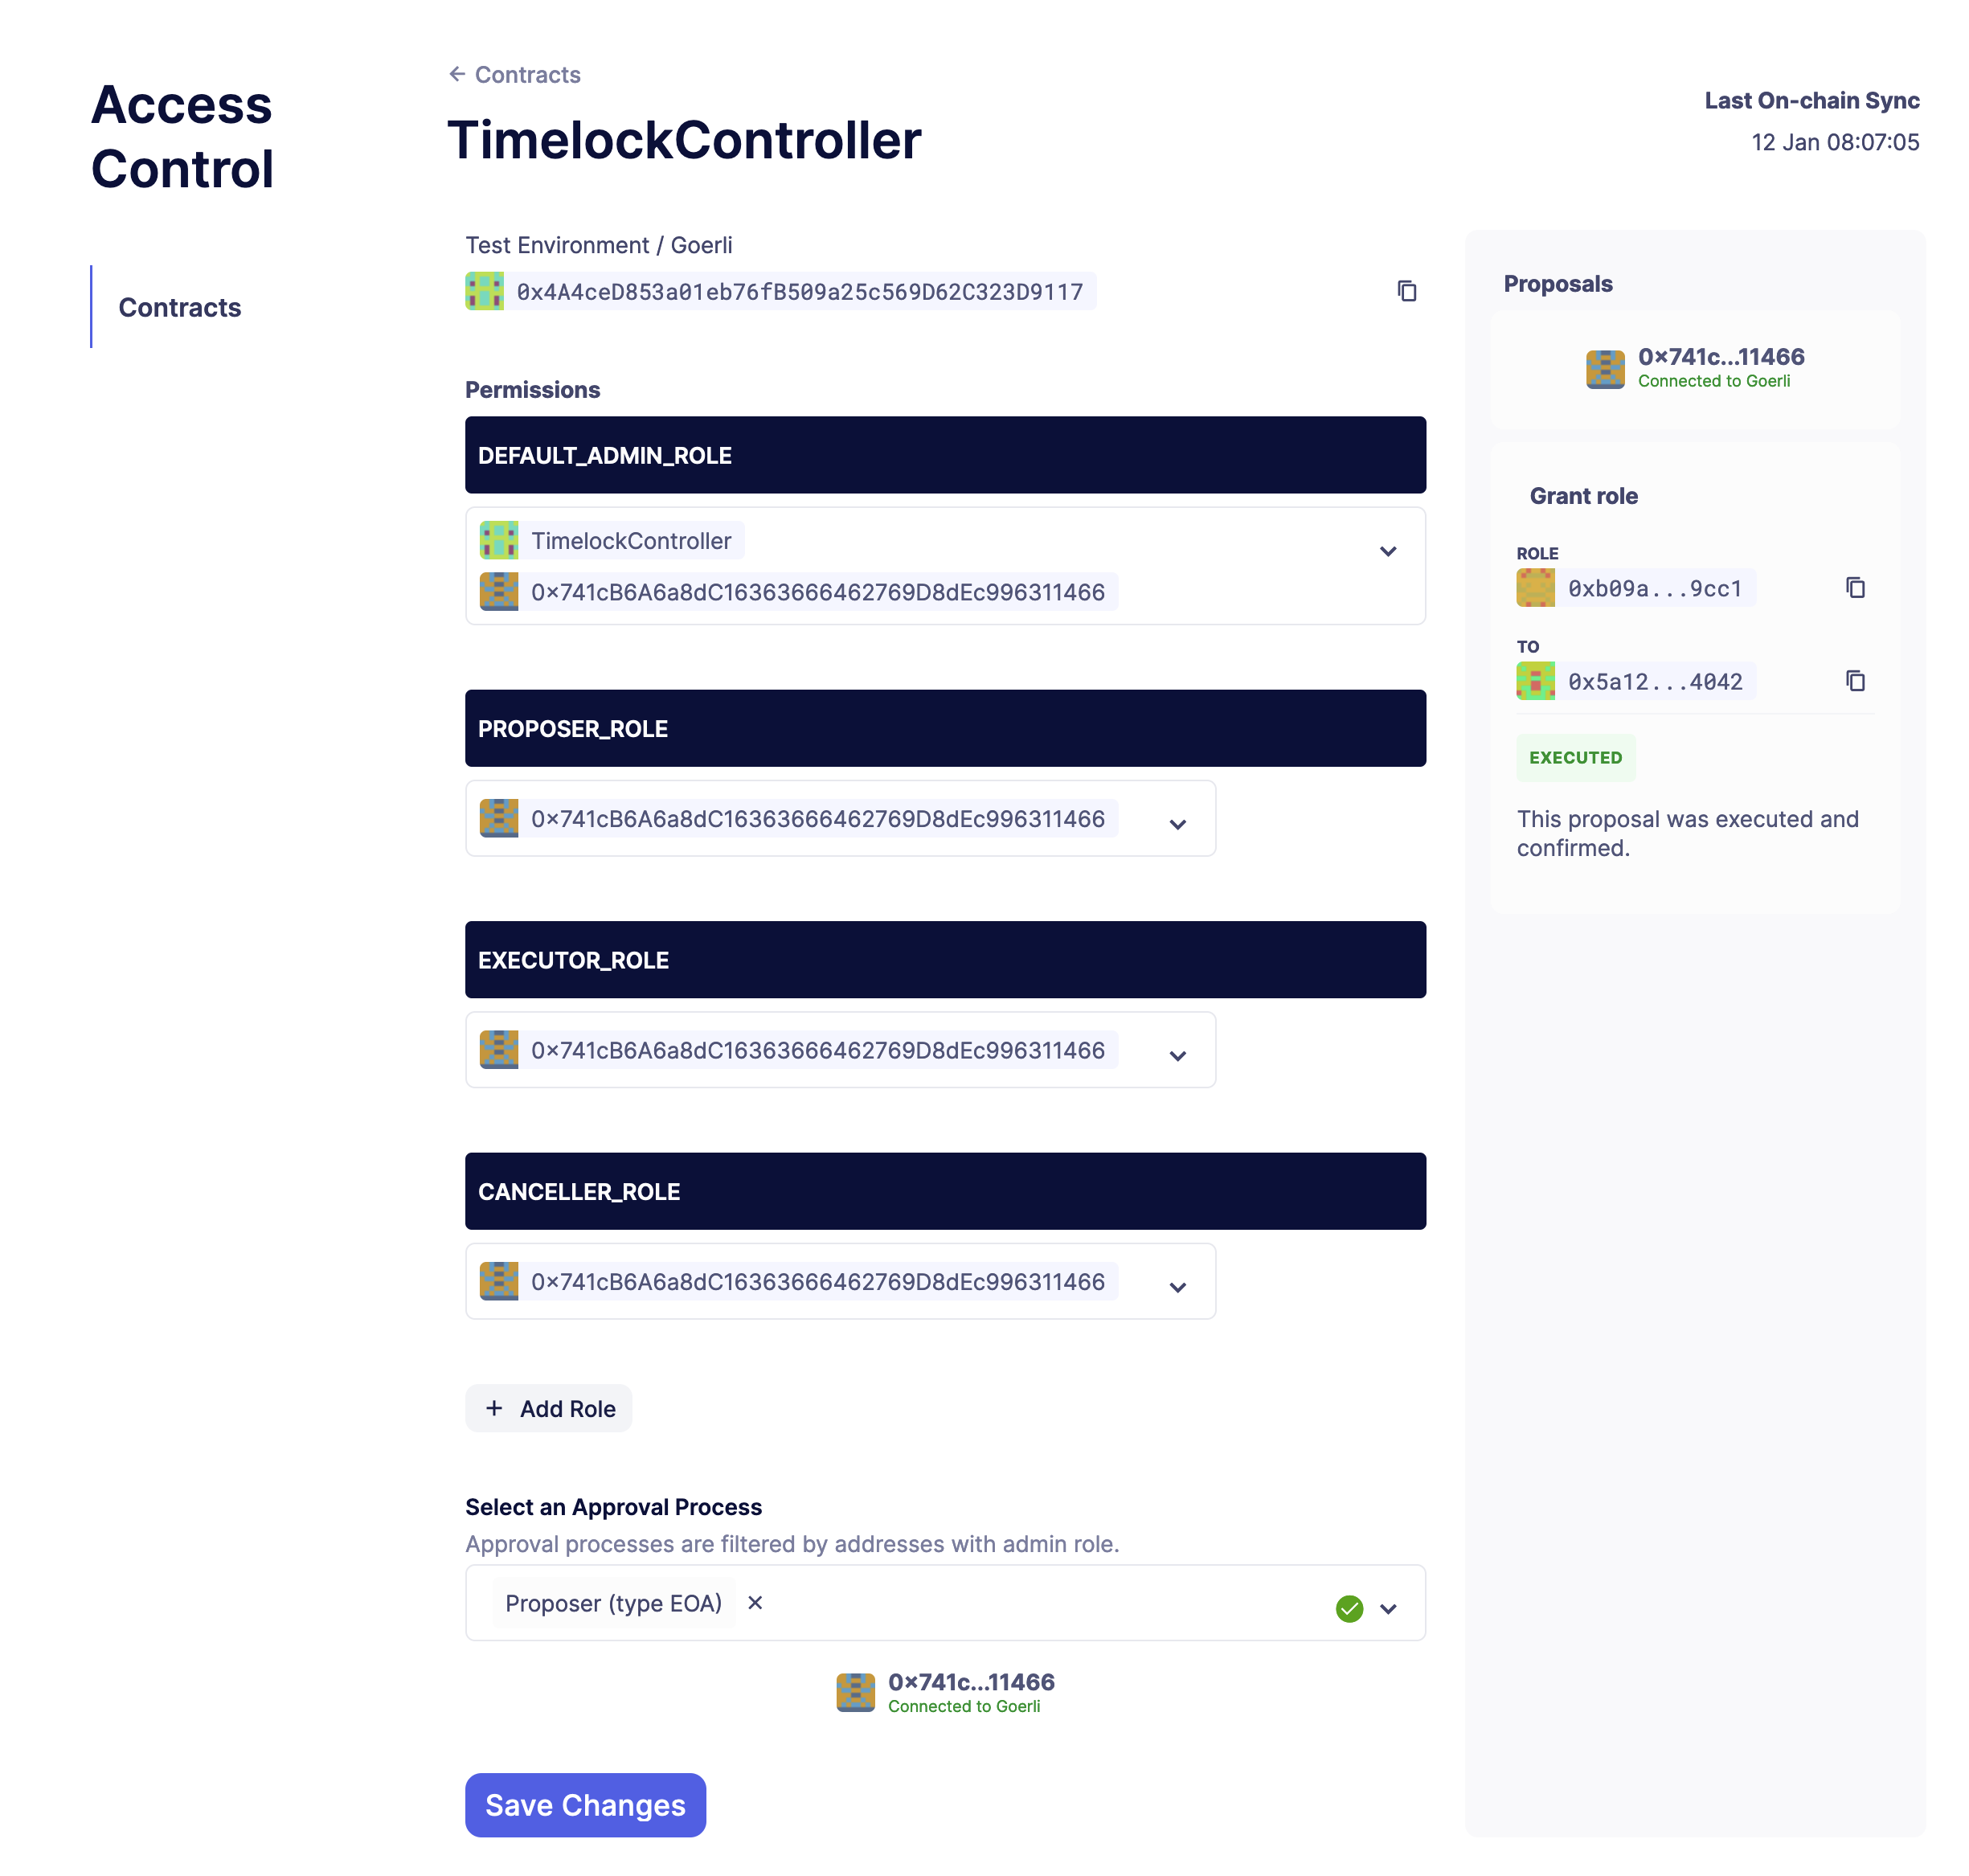 Access
Control
Contracts
← Contracts
TimelockController
Last On-chain Sync
12 Jan 08:07:05
Test Environment / Goerli
0x4A4ceD853a01eb76fB509a25c569D62C323D9117
Permissions
DEFAULT_ADMIN_ROLE
TimelockController
0×741cB6A6a8dC16363666462769D8dEc996311466
PROPOSER_ROLE
0×741cB6A6a8dC16363666462769D8dEc996311466
EXECUTOR_ROLE
0×741cB6A6a8dC16363666462769D8dEc996311466
CANCELLER_ROLE
0×741cB6A6a8dC16363666462769D8dEc996311466
+ Add Role
Select an Approval Process
Approval processes are filtered by addresses with admin role.
Proposer (type EOA) ×
0×741c...11466
Connected to Goerli
Save Changes
Proposals
0×741c...11466
Connected to Goerli
Grant role
ROLE
0xb09a...9cc1
TO
0x5a12...4042
EXECUTED
This proposal was executed and
confirmed.